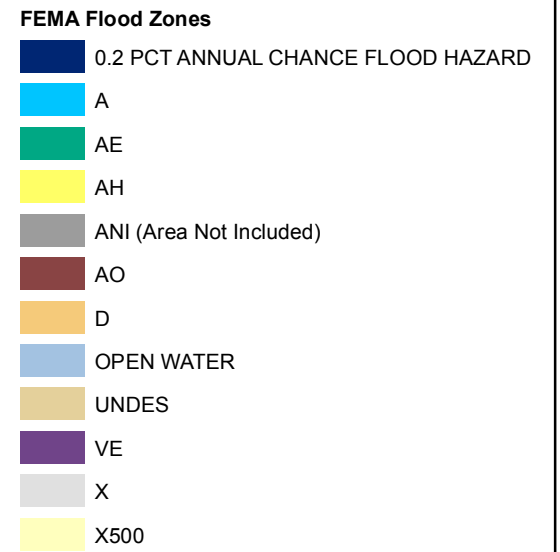 FEMA Flood Zones
0.2 PCT ANNUAL CHANCE FLOOD HAZARD
A
AE
AH
ANI (Area Not Included)
AO
D
OPEN WATER
UNDES
VE
X
X500